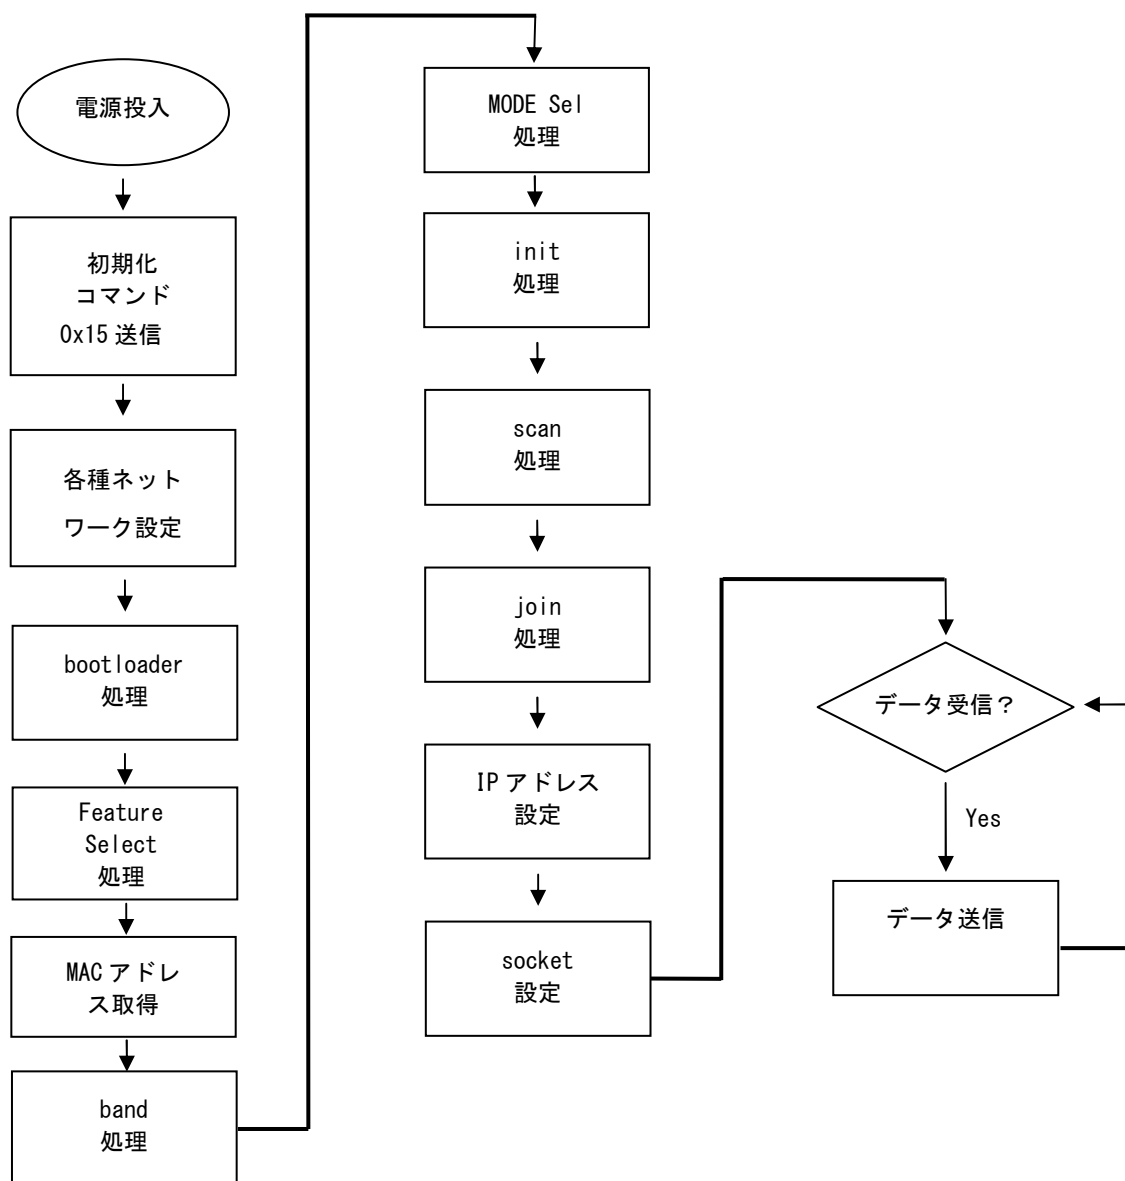 電源投入
初期化
コマンド
0x15 送信
各種ネット
ワーク設定
bootloader
処理
Feature
Select
処理
MAC アドレ
ス取得
band
処理
MODE Sel
処理
init
処理
scan
処理
join
処理
IP アドレス
設定
socket
設定
データ受信？
Yes
データ送信